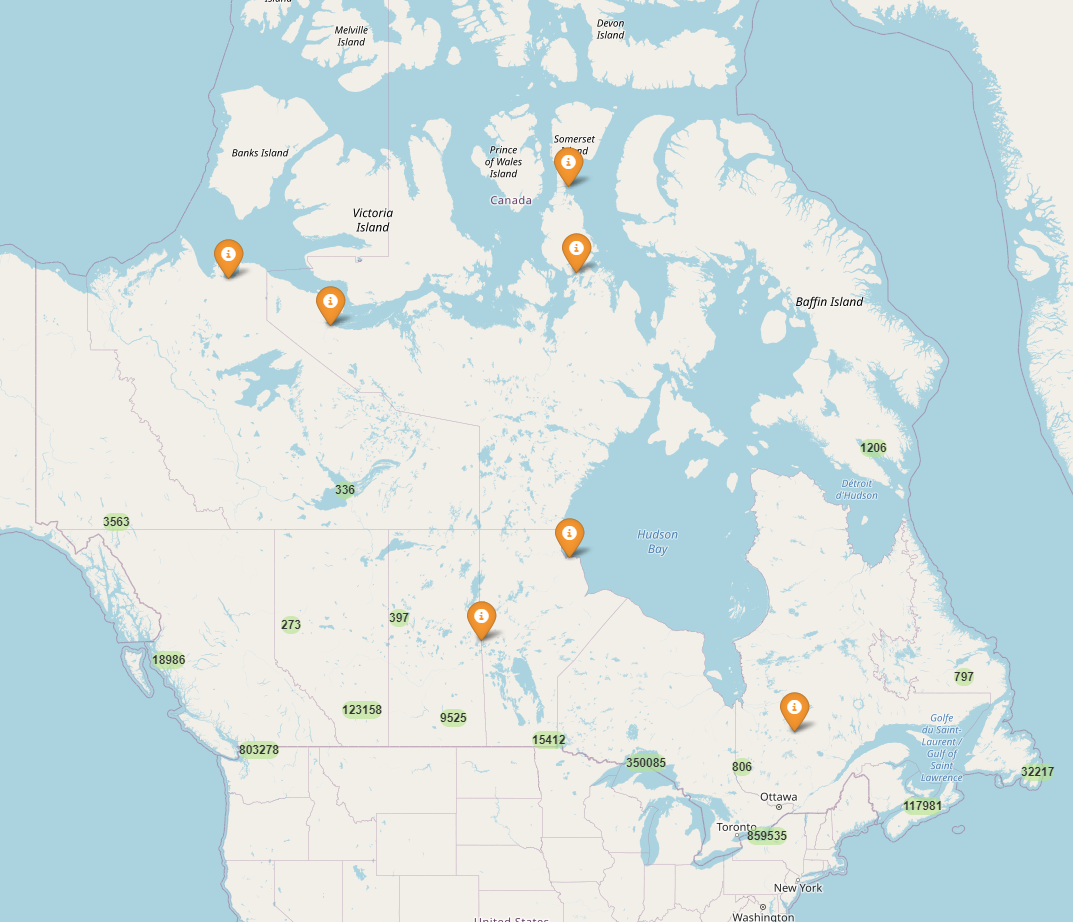 Island
Melville
Island
Devon
Island
Banks Island
Prince
of Wales
Island
Somerset
Canada
Victoria
Island
Baffin Island
1206
336
Détroit
d'Hudson
3563
Hudson
Bay
273
397
18986
797
123158
9525
Golfe
du Saint-
Laurent /
Gulf of
Saint
Lawrence
803278
15412
350085
806
32217
Ottawa
117981
Toronto
859535
New York
Washington
United States